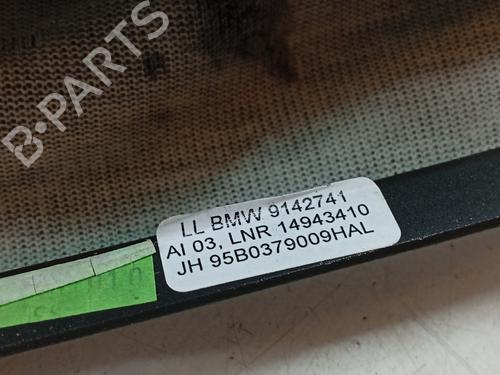 B-PARTS
LL BMW 9142741
AI 03, LNR 14943410
JH 95B0379009HAL